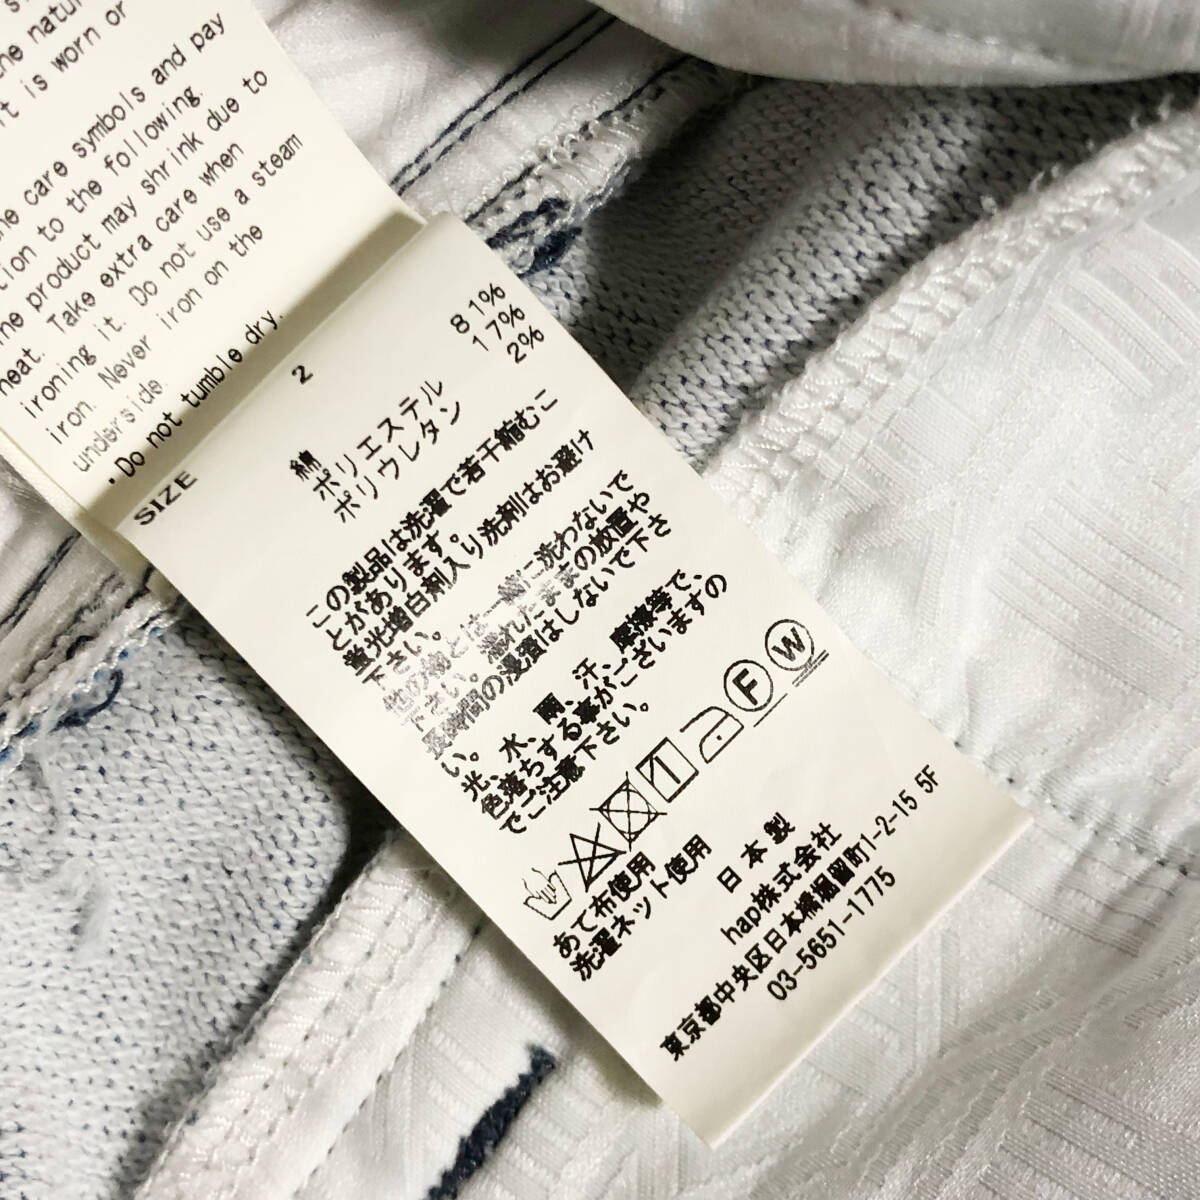 the natur
it is worn or
care symbols and pay
tion to the following.
he product may shrink due to
heat. Take extra care when
ironing it. Do not use a steam
iron. Never iron on the
underside.
・Do not tumble dry.
SIZE 2
綿 81%
ポリエステル 17%
ポリウレタン 2%
この製品は洗濯で若干縮むこ
とがあります。
蛍光増白剤入り洗剤はお避け
下さい。
他の物とは一緒に洗わないで
下さい。濡れたままの放置や
長時間の浸漬はしないで下さ
い。
光、水、雨、汗、摩擦等で、
色落ちする事がございますの
でご注意下さい。
1 F W
あて布使用
洗濯ネット使用
日本製
hap株式会社
東京都中央区日本橋堀留町1-2-15 5F
03-5651-1775